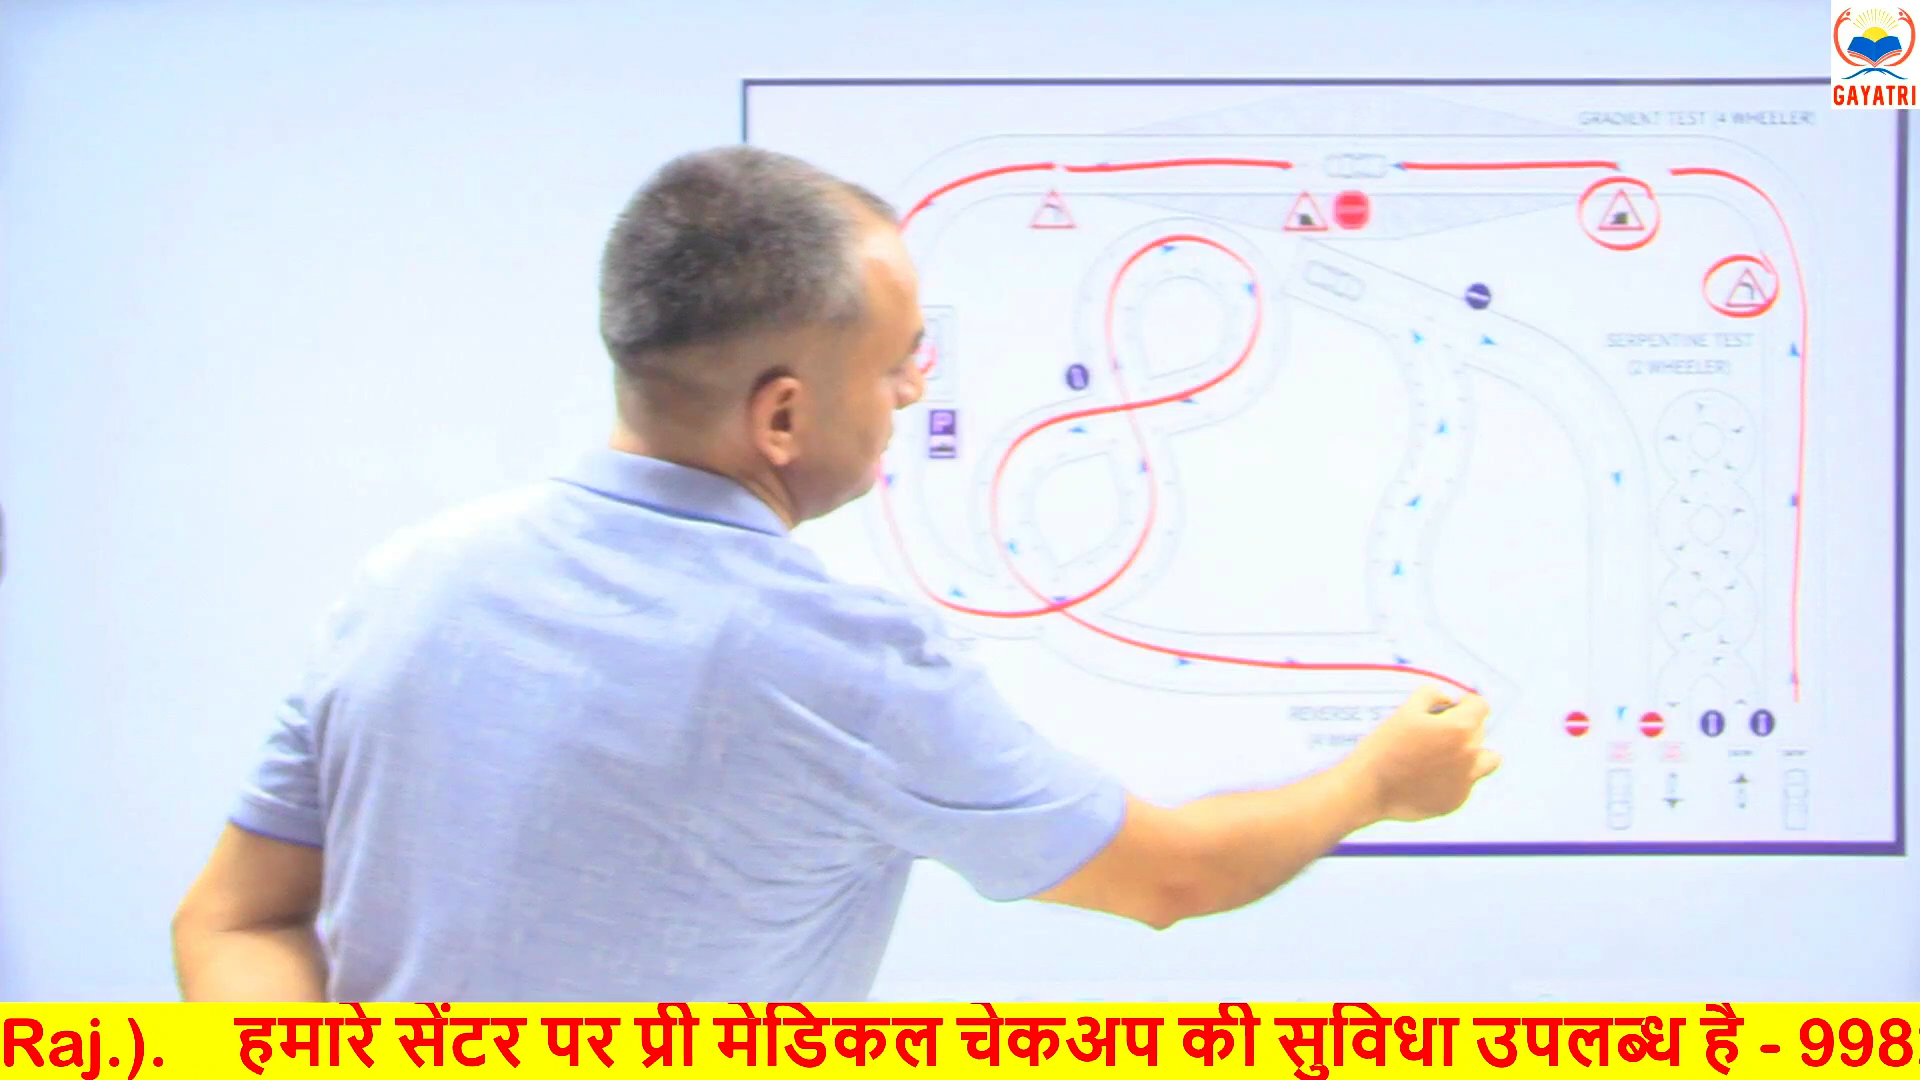 GAYATRI
GRADIENT TEST (4 WHEELER)
SERPENTINE TEST
(2 WHEELER)
P
REVERSE 'S'
Raj.). हमारे सेंटर पर प्री मेडिकल चेकअप की सुविधा उपलब्ध है - 998